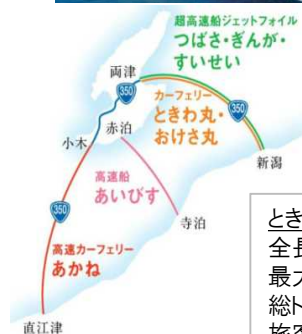 超高速船ジェットフォイル
つばさ・ぎんが・
すいせい
両津
350
カーフェリー
ときわ丸・
おけさ丸
350
赤泊
小木
新潟
高速船
あいびす
寺泊
350
高速カーフェリー
あかね
直江津
とき
全長
最大
総ト